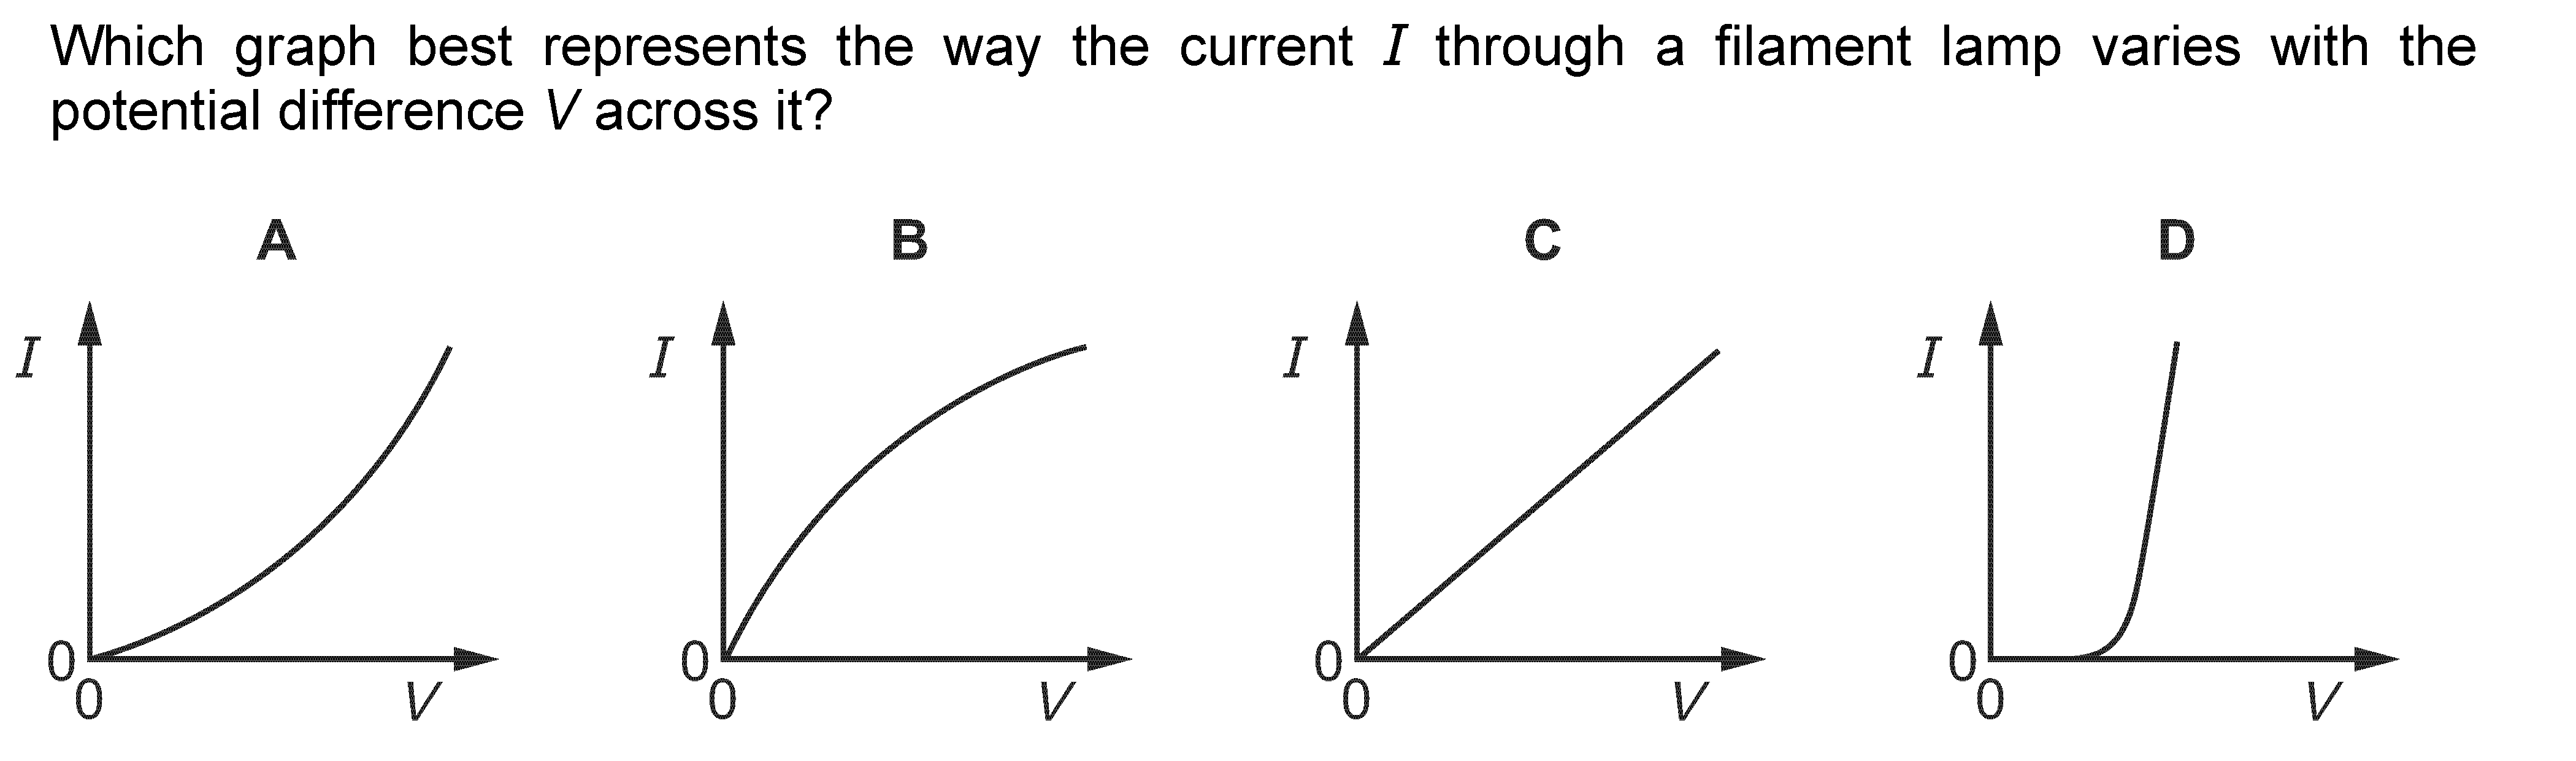 Which graph best represents the way the current I through a filament lamp varies with the
potential difference V across it?
A B C D
I I I I
0 0 0 0
0 V 0 V 0 V 0 V